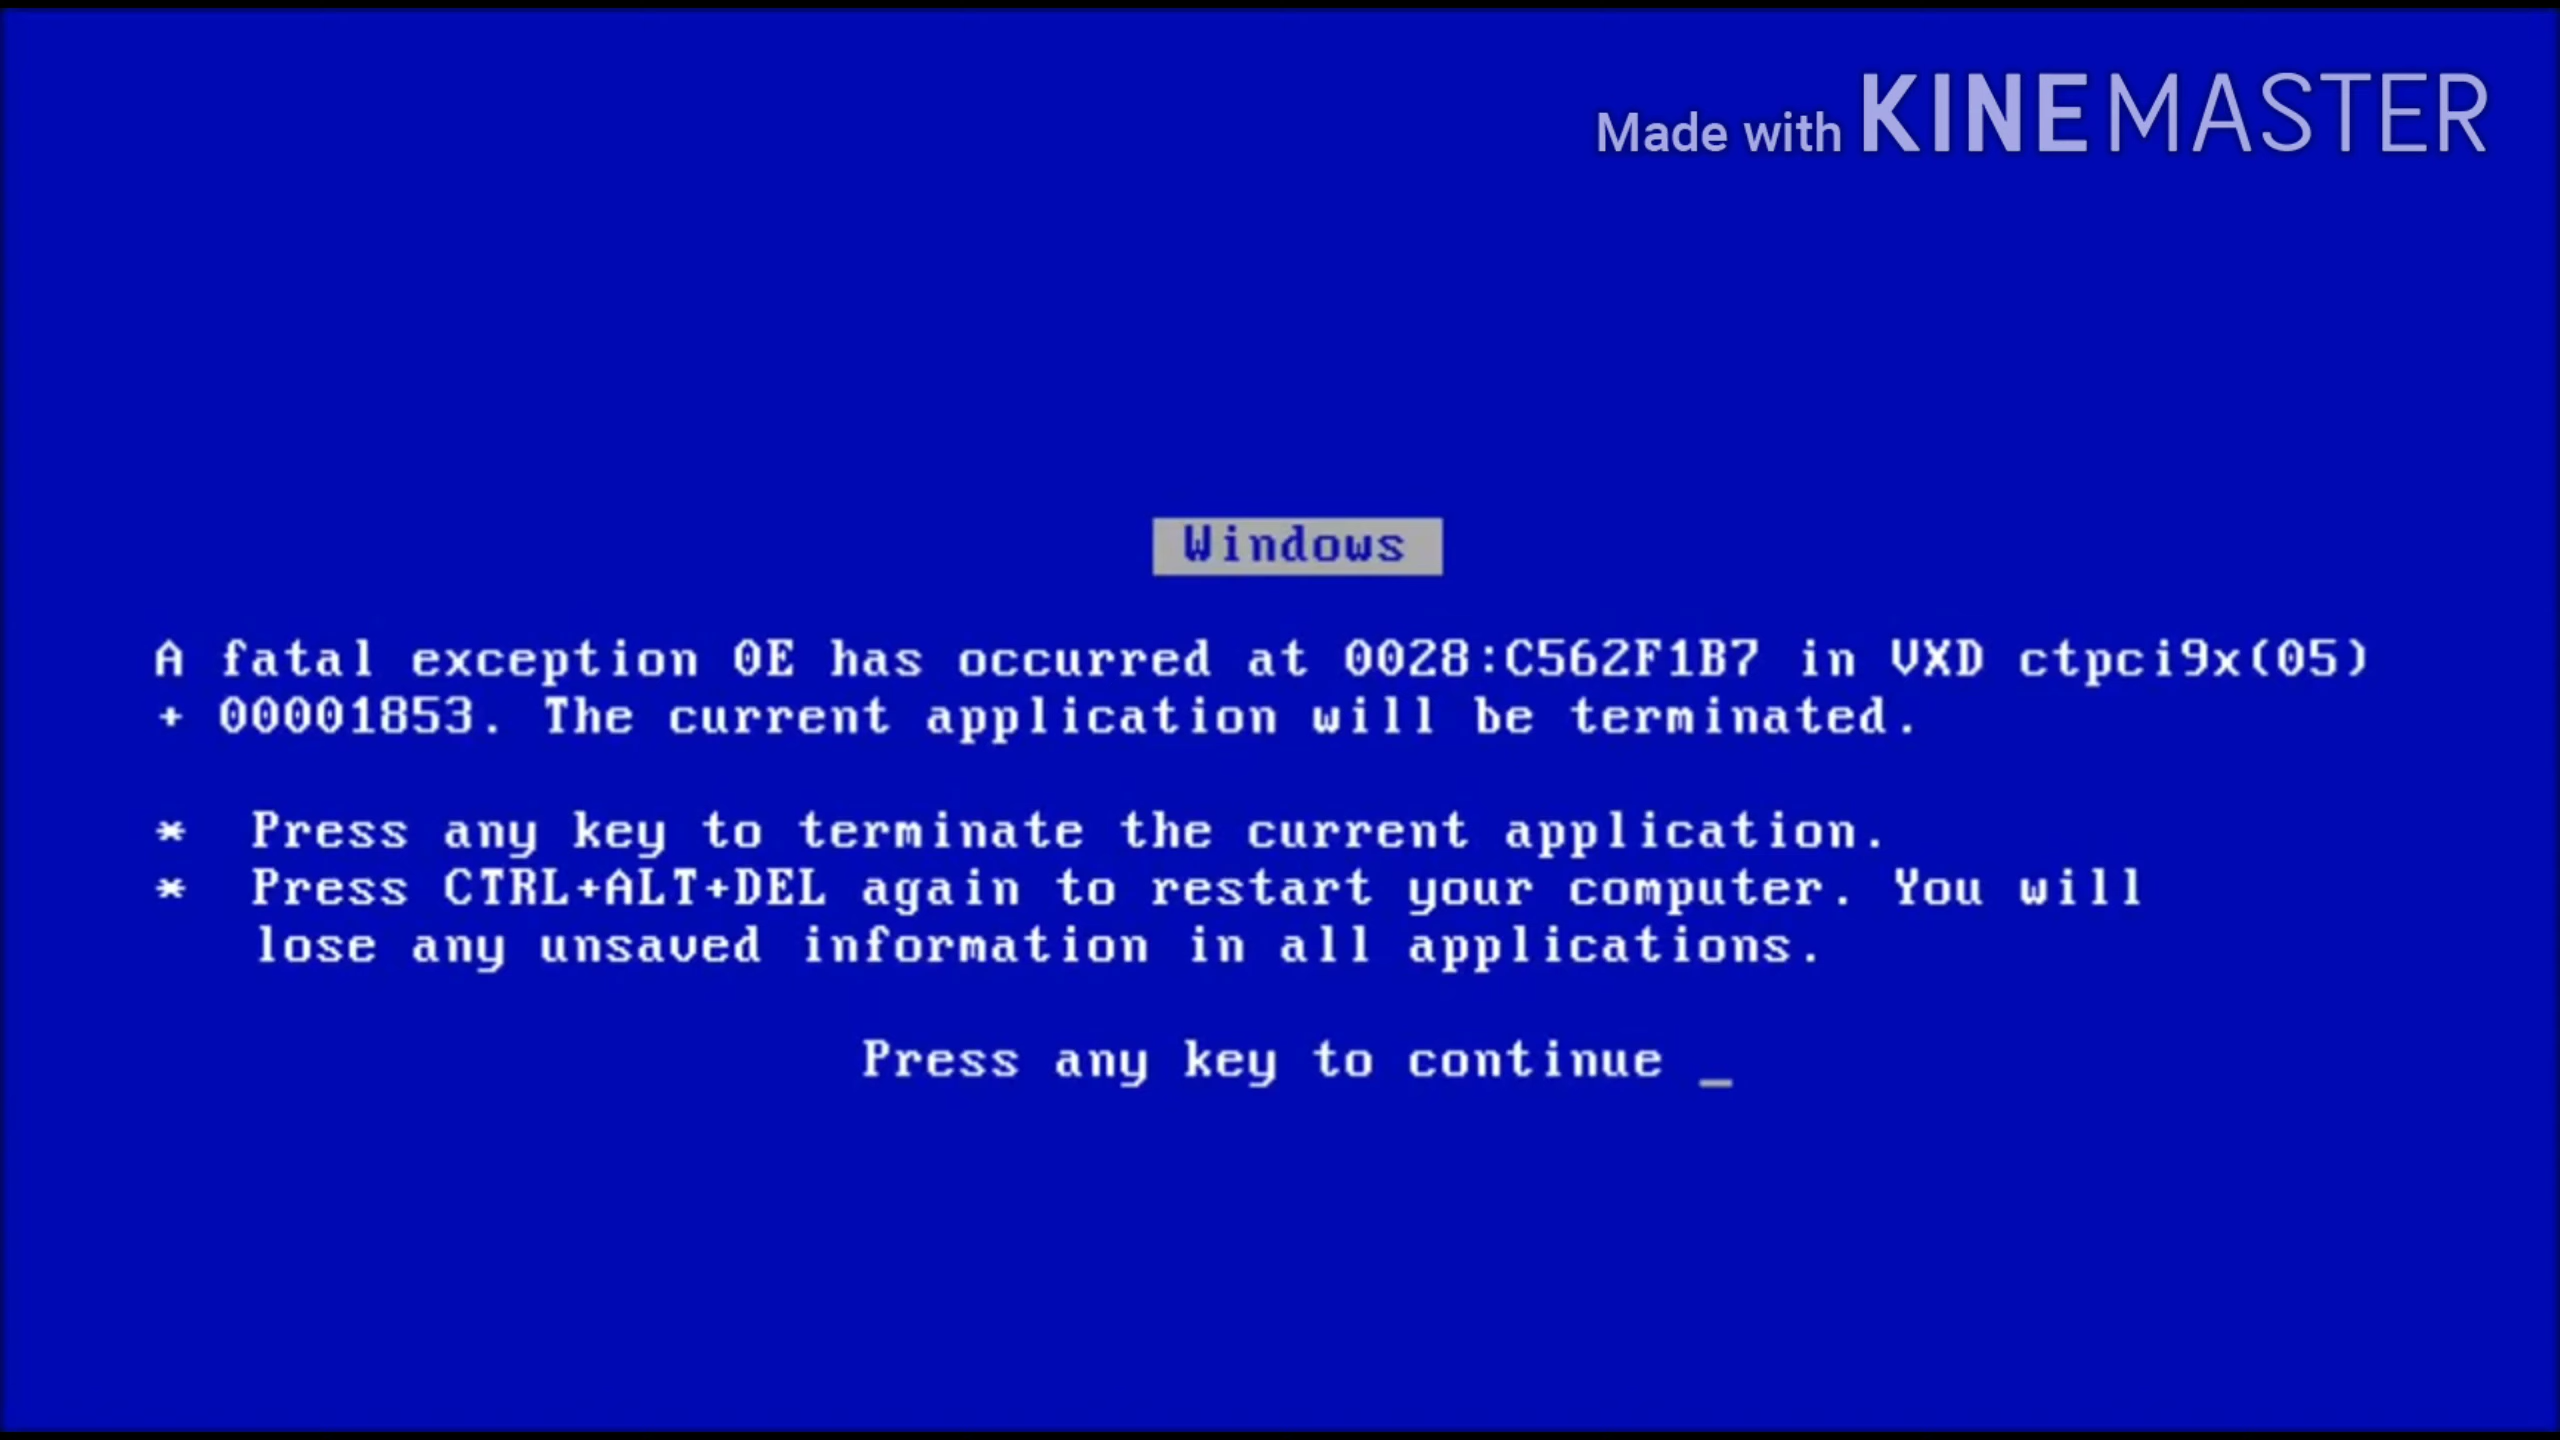 Made with KINEMASTER
Windows
A fatal exception 0E has occurred at 0028:C562F1B7 in VXD ctpci9x(05)
+ 00001853. The current application will be terminated.
* Press any key to terminate the current application.
* Press CTRL+ALT+DEL again to restart your computer. You will
lose any unsaved information in all applications.
Press any key to continue _